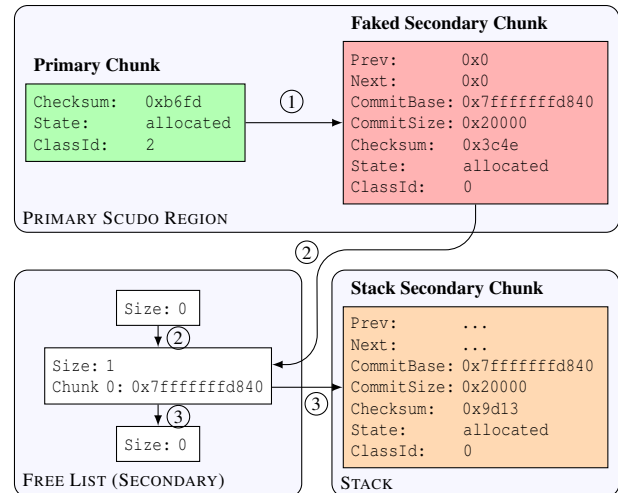 Faked Secondary Chunk
Primary Chunk
Checksum: 0xb6fd
State: allocated
ClassId: 2
1
Prev: 0x0
Next: 0x0
CommitBase: 0x7fffffffd840
CommitSize: 0x20000
Checksum: 0x3c4e
State: allocated
ClassId: 0
PRIMARY SCUDO REGION
2
Size: 0
2
Size: 1
Chunk 0: 0x7fffffffd840
3
Size: 0
FREE LIST (SECONDARY)
3
Stack Secondary Chunk
Prev: ...
Next: ...
CommitBase: 0x7fffffffd840
CommitSize: 0x20000
Checksum: 0x9d13
State: allocated
ClassId: 0
STACK